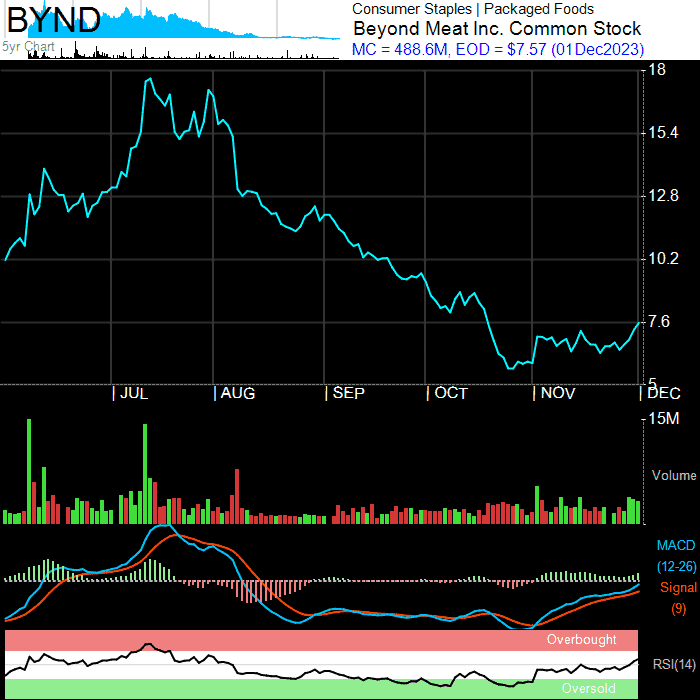 BYND
5yr Chart
Consumer Staples | Packaged Foods
Beyond Meat Inc. Common Stock
MC = 488.6M, EOD = $7.57 (01Dec2023)
18
15.4
12.8
10.2
7.6
5
JUL
AUG
SEP
OCT
NOV
DEC
15M
Volume
MACD
(12-26)
Signal
(9)
Overbought
RSI(14)
Oversold